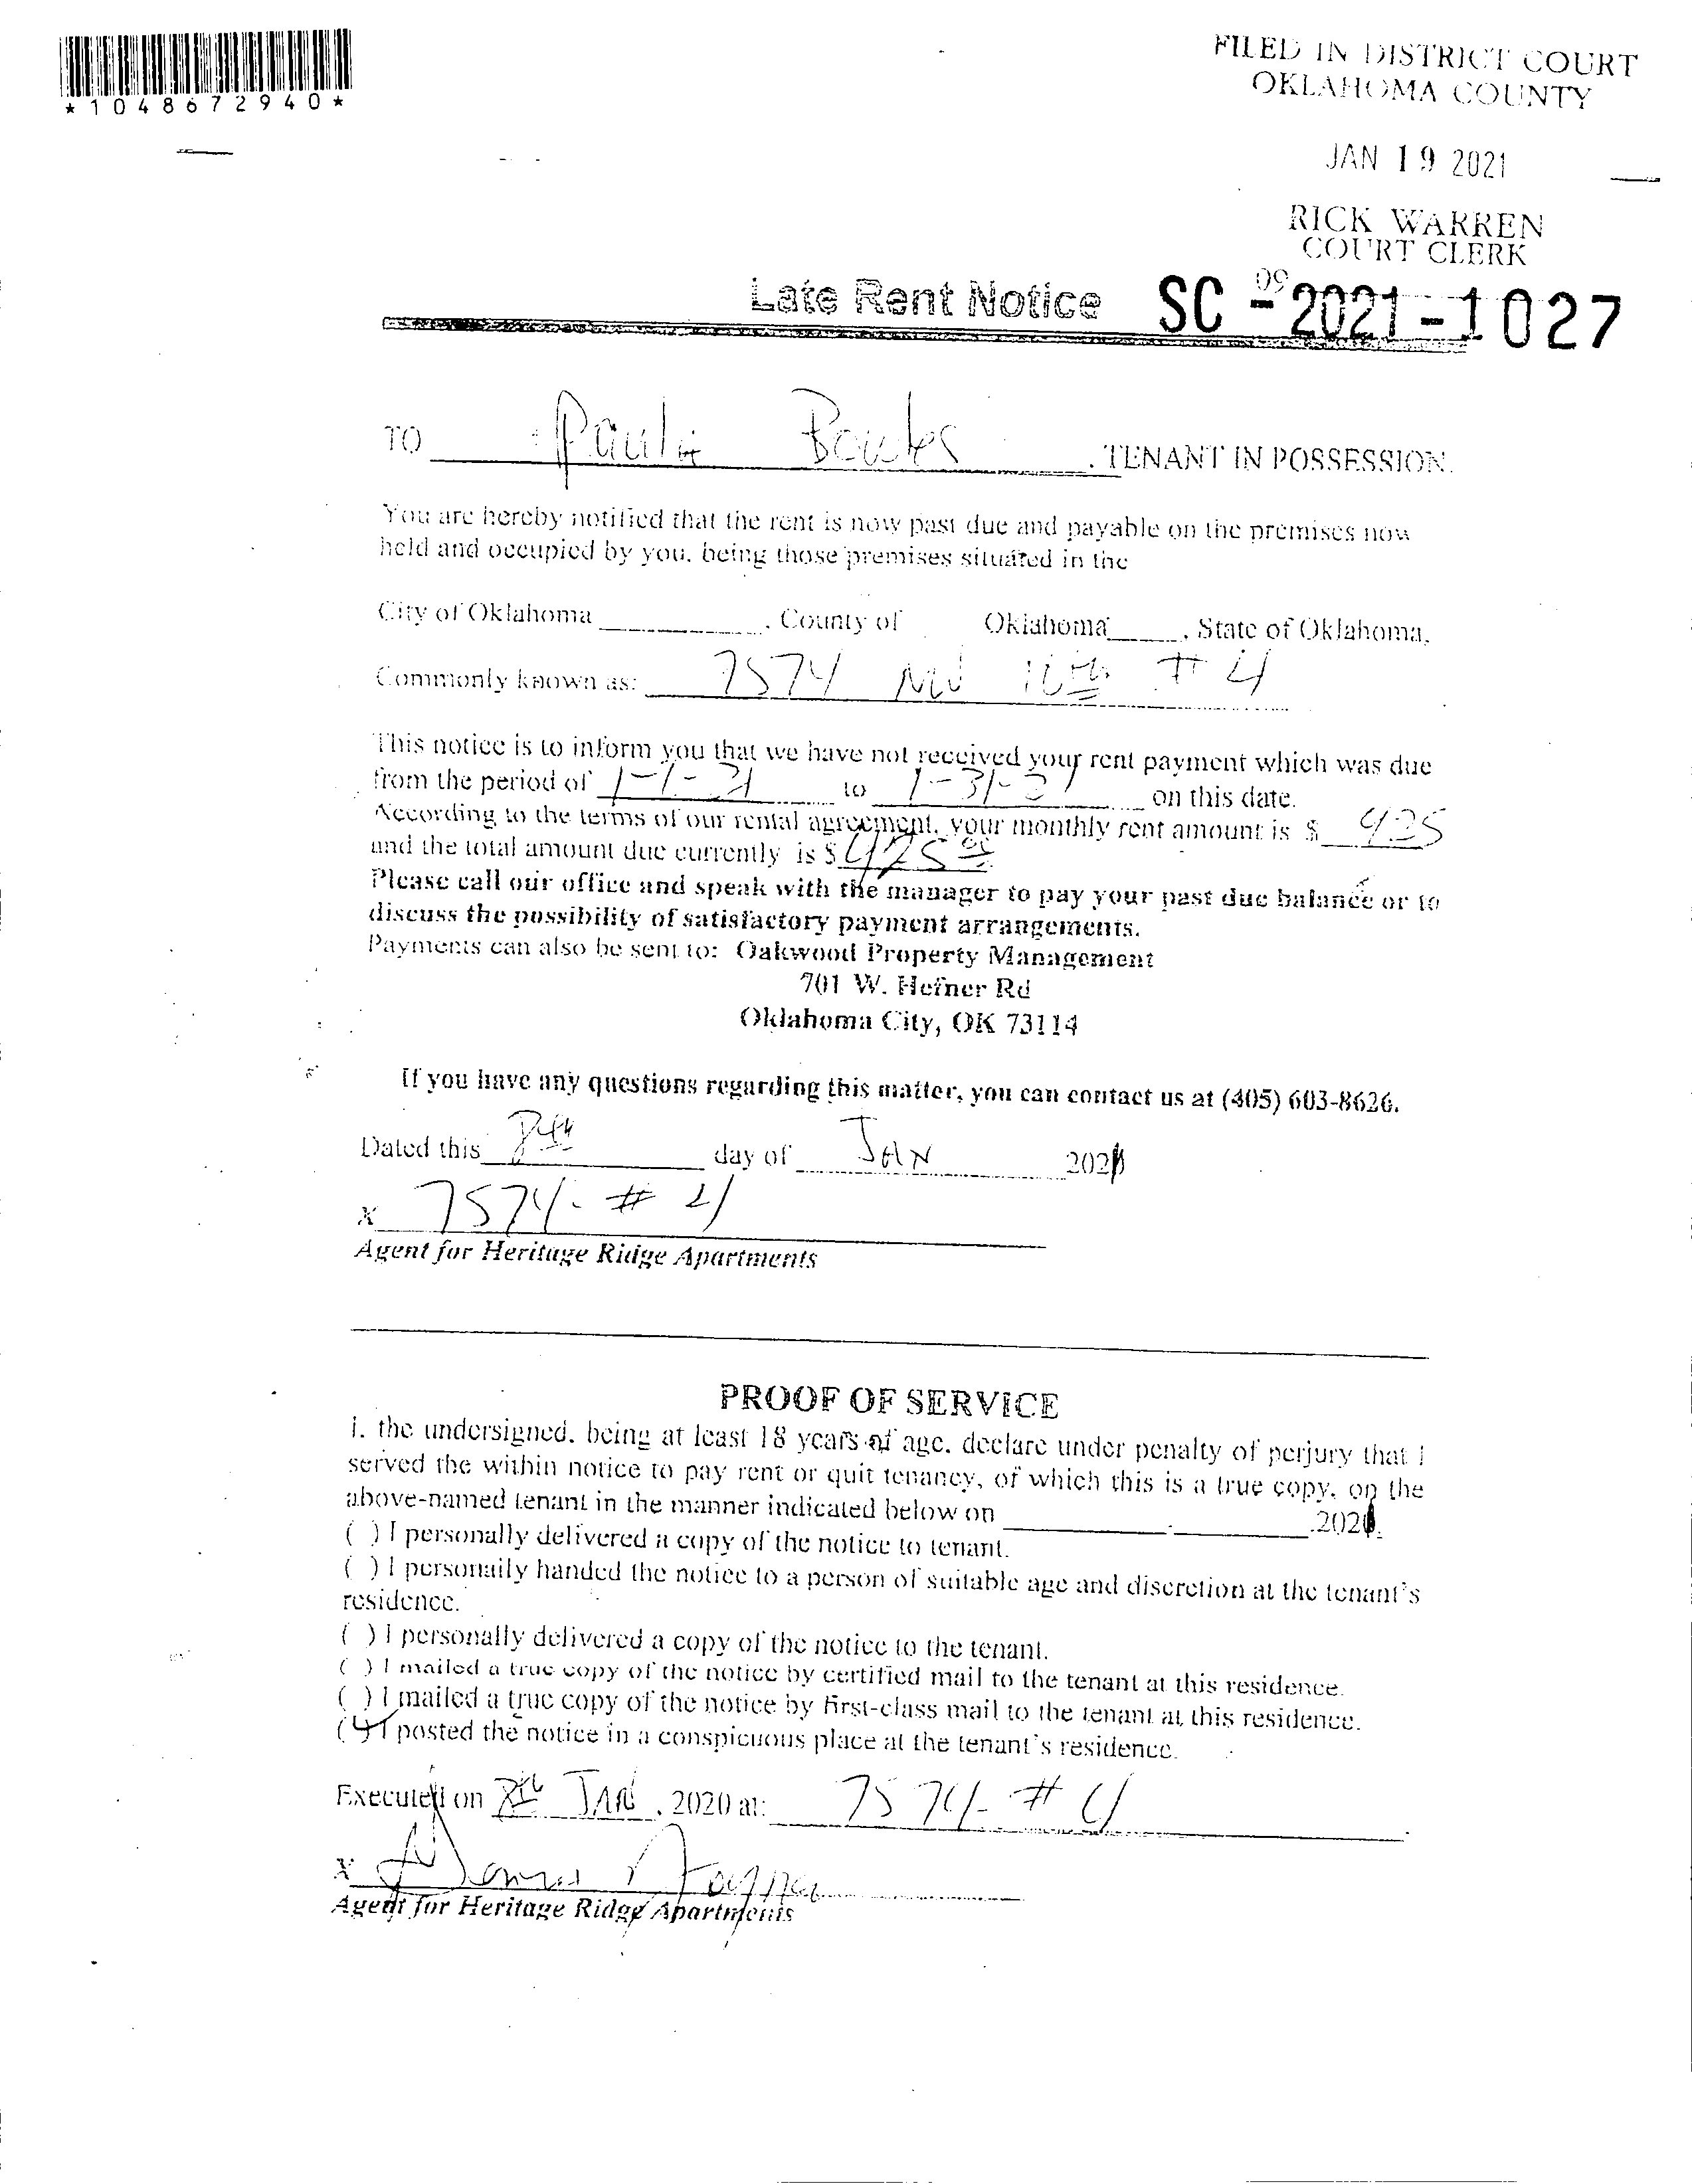 *1048672940*
FILED IN DISTRICT COURT
OKLAHOMA COUNTY
JAN 19 2021
RICK WARREN
COURT CLERK
09
Late Rent Notice SC - 2021 - 1027
TO Paula Bowles, TENANT IN POSSESSION.
You are hereby notified that the rent is now past due and payable on the premises now
held and occupied by you, being those premises situated in the
City of Oklahoma ______, County of Oklahoma____, State of Oklahoma,
Commonly known as: 7574 NW 10th # 4
This notice is to inform you that we have not received your rent payment which was due
from the period of 1-1-21 to 1-31-21 on this date.
According to the terms of our rental agreement, your monthly rent amount is $ 425
and the total amount due currently is $ 425 00
Please call our office and speak with the manager to pay your past due balance or to
discuss the possibility of satisfactory payment arrangements.
Payments can also be sent to: Oakwood Property Management
701 W. Hefner Rd
Oklahoma City, OK 73114
If you have any questions regarding this matter, you can contact us at (405) 603-8626.
Dated this 8th day of JAN 2021
X 7574- # 4
Agent for Heritage Ridge Apartments
PROOF OF SERVICE
I, the undersigned, being at least 18 years of age, declare under penalty of perjury that I
served the within notice to pay rent or quit tenancy, of which this is a true copy, on the
above-named tenant in the manner indicated below on ______.______,2021.
( ) I personally delivered a copy of the notice to tenant.
( ) I personally handed the notice to a person of suitable age and discretion at the tenant's
residence.
( ) I personally delivered a copy of the notice to the tenant.
( ) I mailed a true copy of the notice by certified mail to the tenant at this residence.
( ) I mailed a true copy of the notice by first-class mail to the tenant at this residence.
( ) I posted the notice in a conspicuous place at the tenant's residence.
Executed on 8th JAN, 2020 at: 7574- # 4
X
Agent for Heritage Ridge Apartments